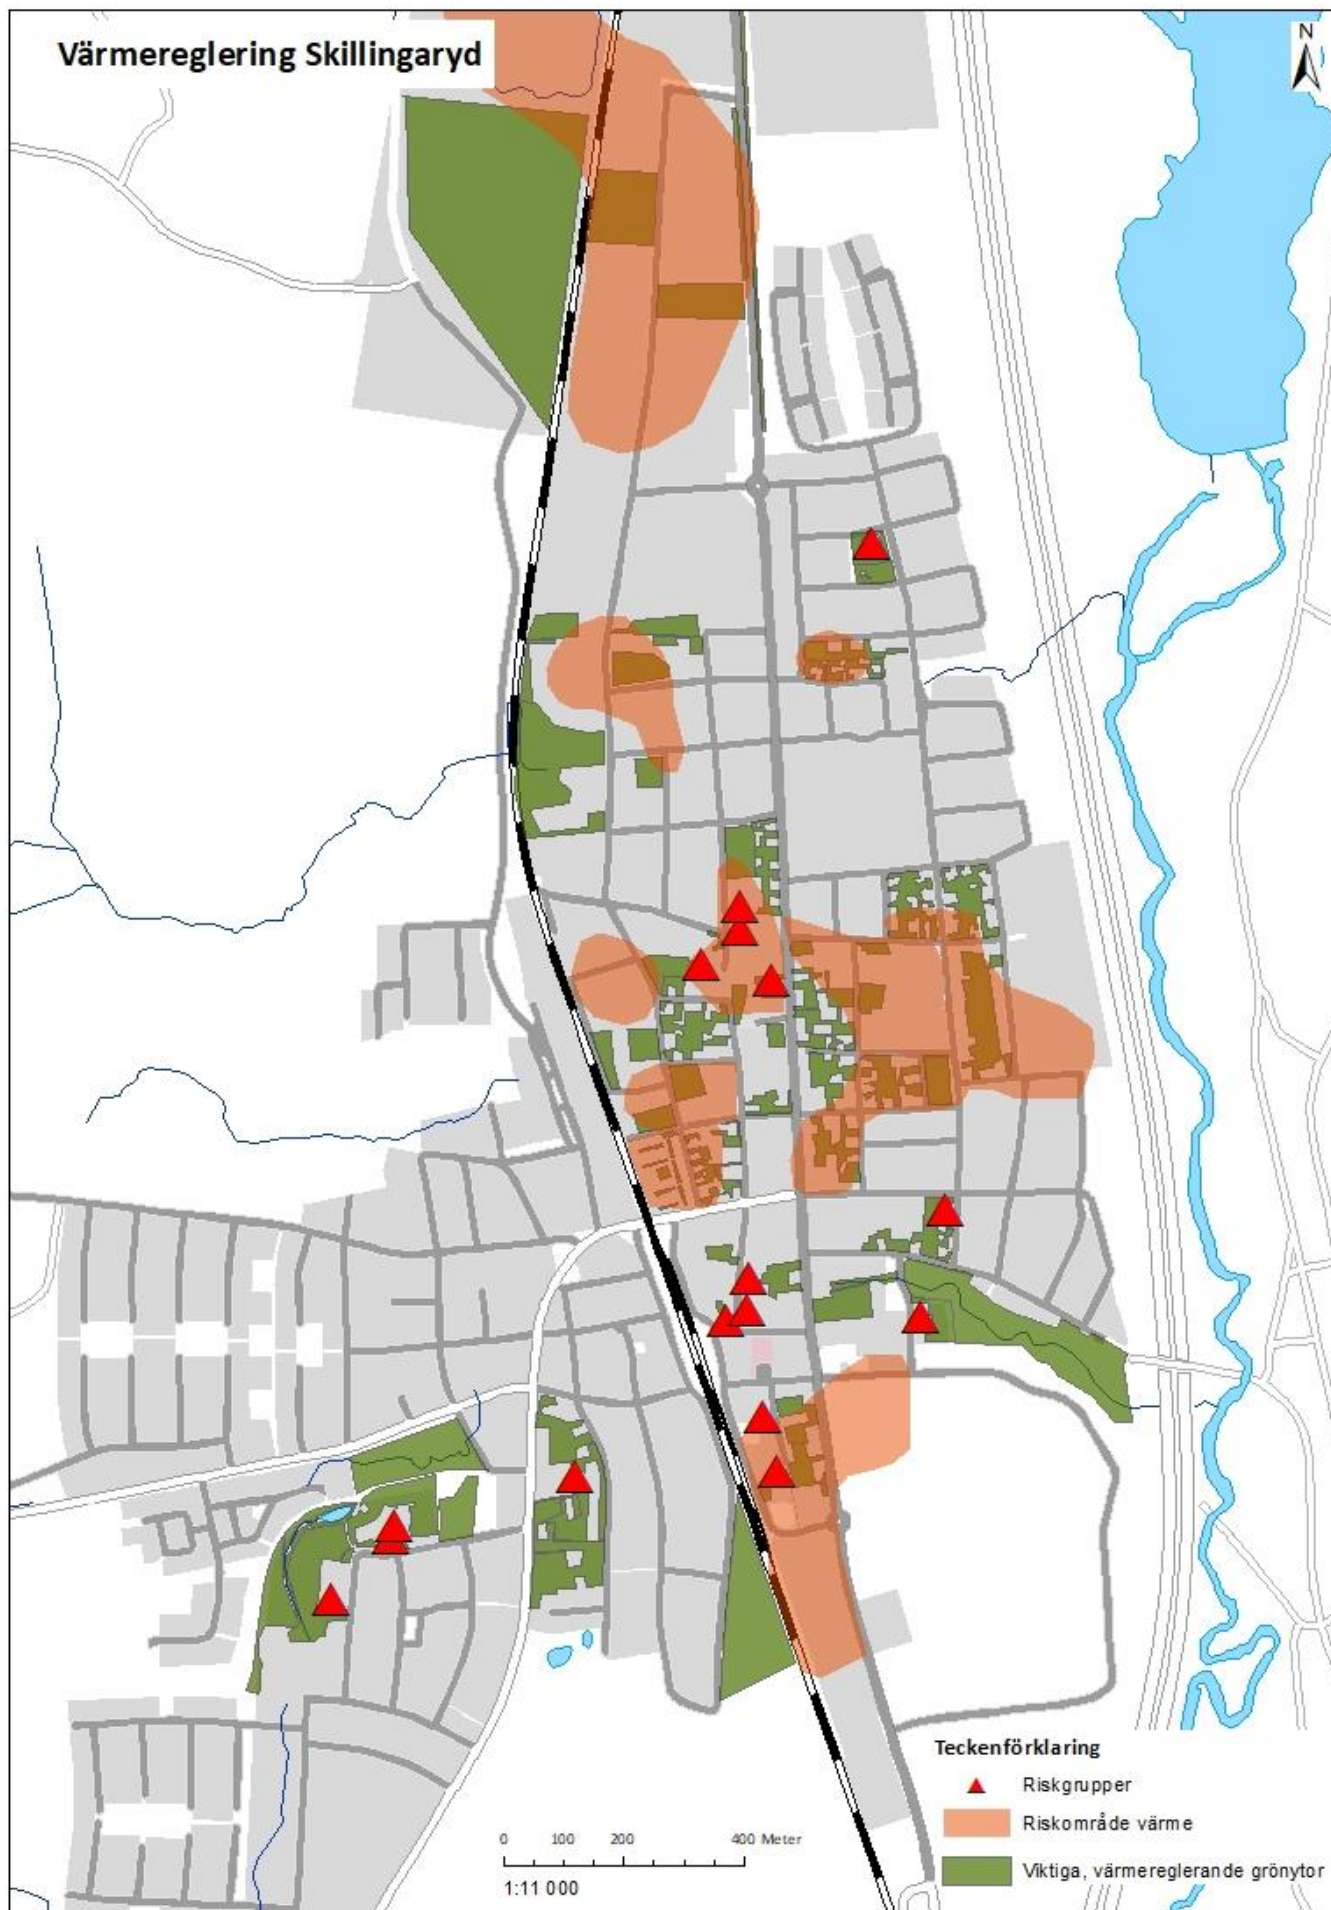 Värmereglering Skillingaryd
N
Teckenförklaring
Riskgrupper
Riskområde värme
Viktiga, värmereglerande grönytor
0 100 200 400 Meter
1:11 000